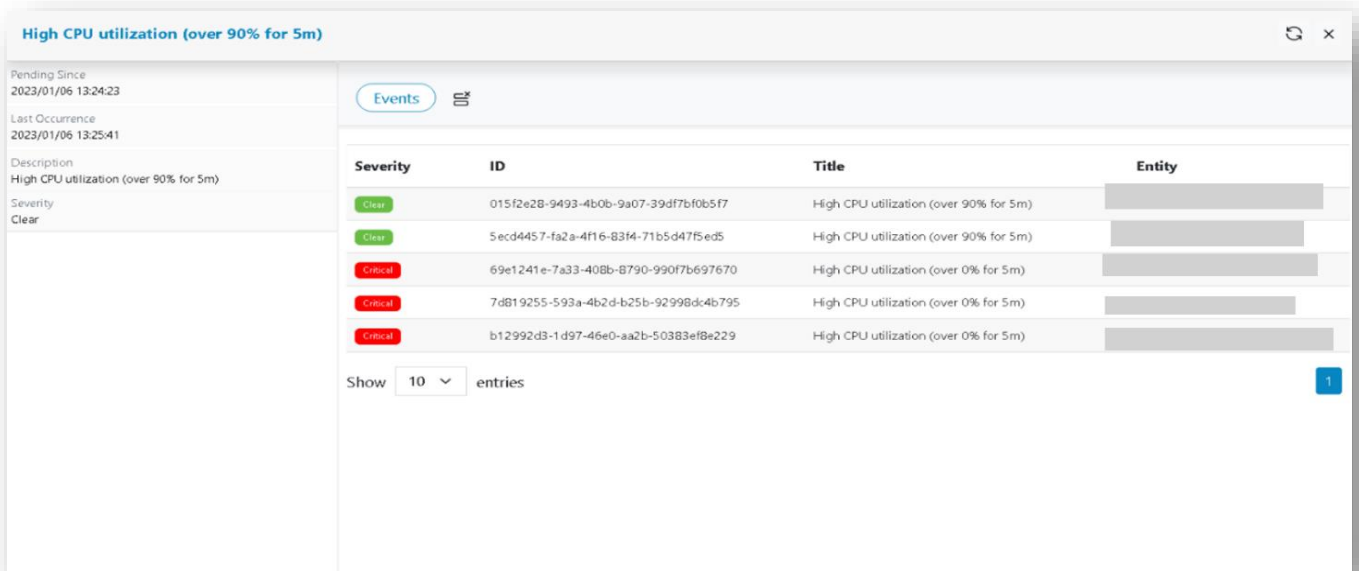 High CPU utilization (over 90% for 5m)
Pending Since
2023/01/06 13:24:23
Last Occurrence
2023/01/06 13:25:41
Description
High CPU utilization (over 90% for 5m)
Severity
Clear
Events
Severity ID Title Entity
Clear 015f2e28-9493-4b0b-9a07-39df7bf0b5f7 High CPU utilization (over 90% for 5m)
Clear 5ecd4457-fa2a-4f16-83f4-71b5d47f5ed5 High CPU utilization (over 90% for 5m)
Critical 69e1241e-7a33-408b-8790-990f7b697670 High CPU utilization (over 0% for 5m)
Critical 7d819255-593a-4b2d-b25b-92998dc4b795 High CPU utilization (over 0% for 5m)
Critical b12992d3-1d97-46e0-aa2b-50383ef8e229 High CPU utilization (over 0% for 5m)
Show 10 entries 1